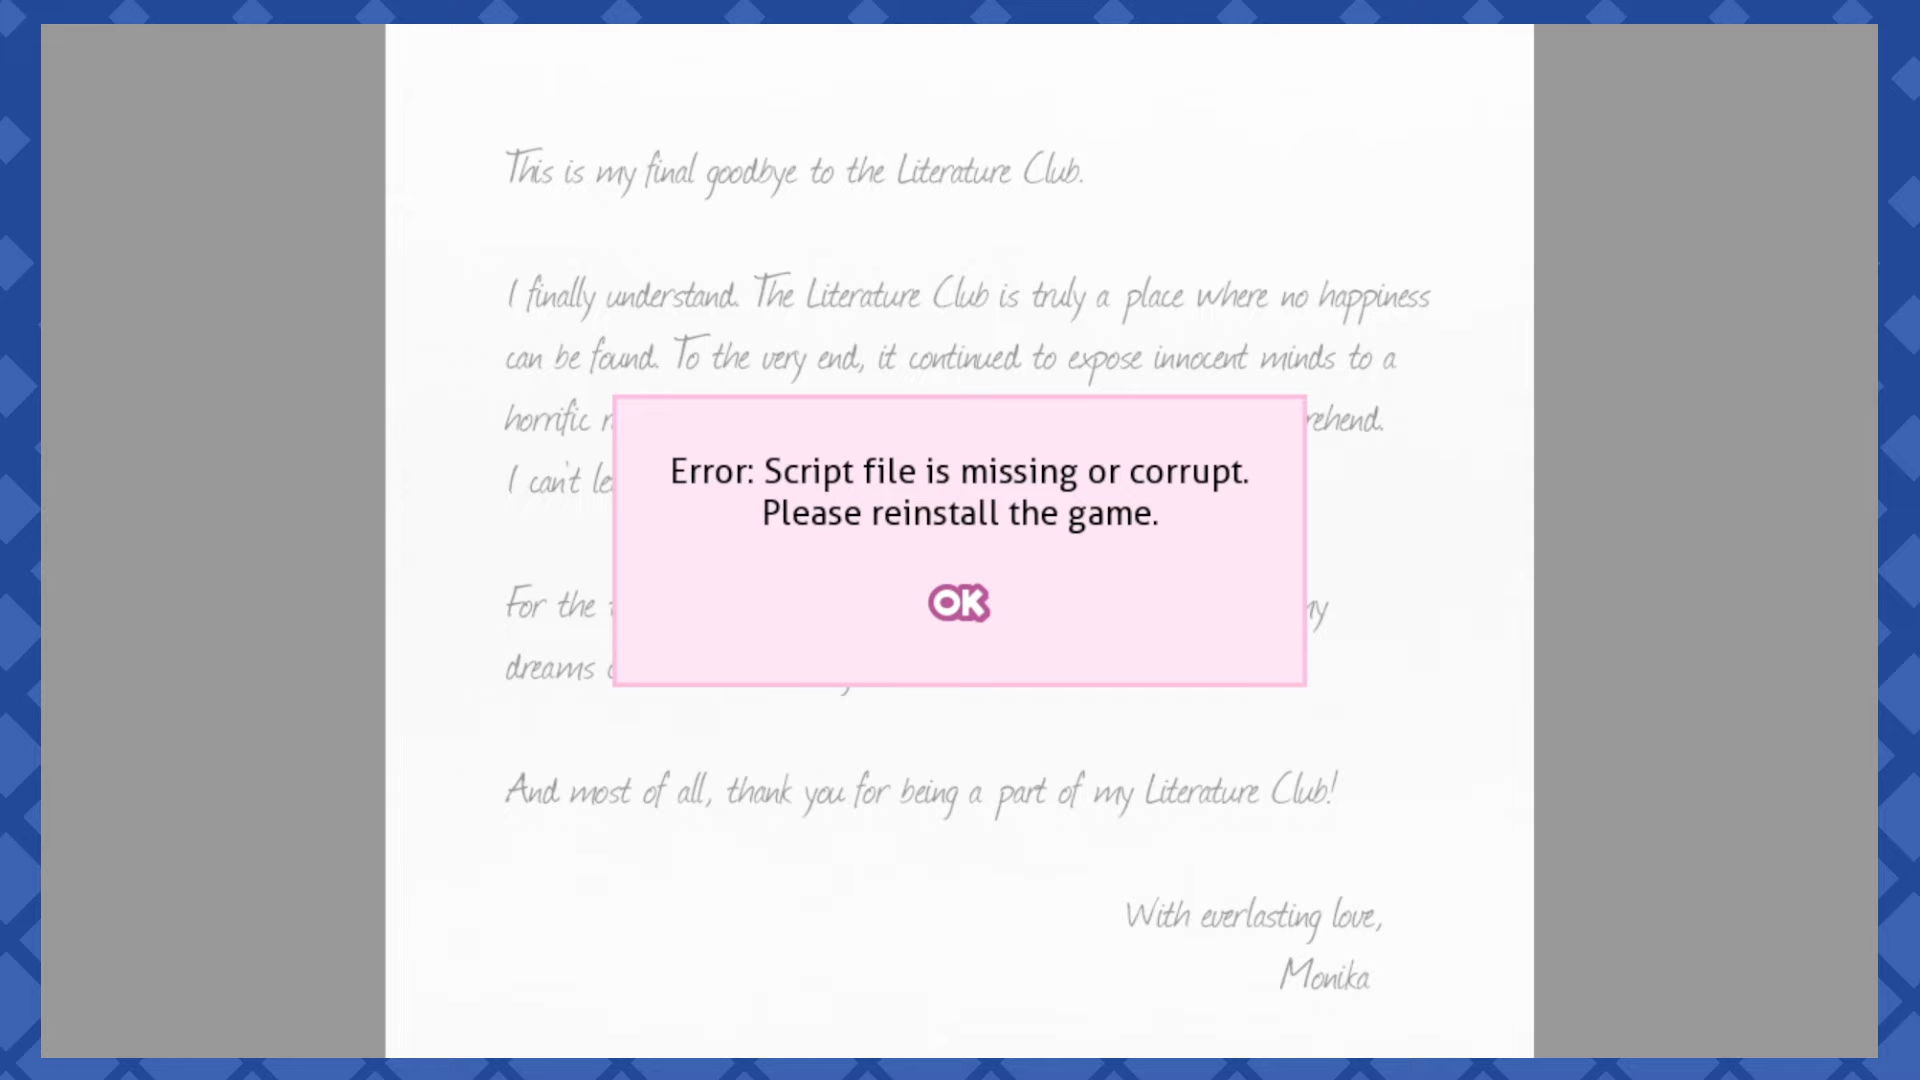 This is my final goodbye to the Literature Club.
I finally understand. The Literature Club is truly a place where no happiness
can be found. To the very end, it continued to expose innocent minds to a
horrific
I can't
Error: Script file is missing or corrupt.
Please reinstall the game.
OK
For the
dreams
And most of all, thank you for being a part of my Literature Club!
With everlasting love,
Monika